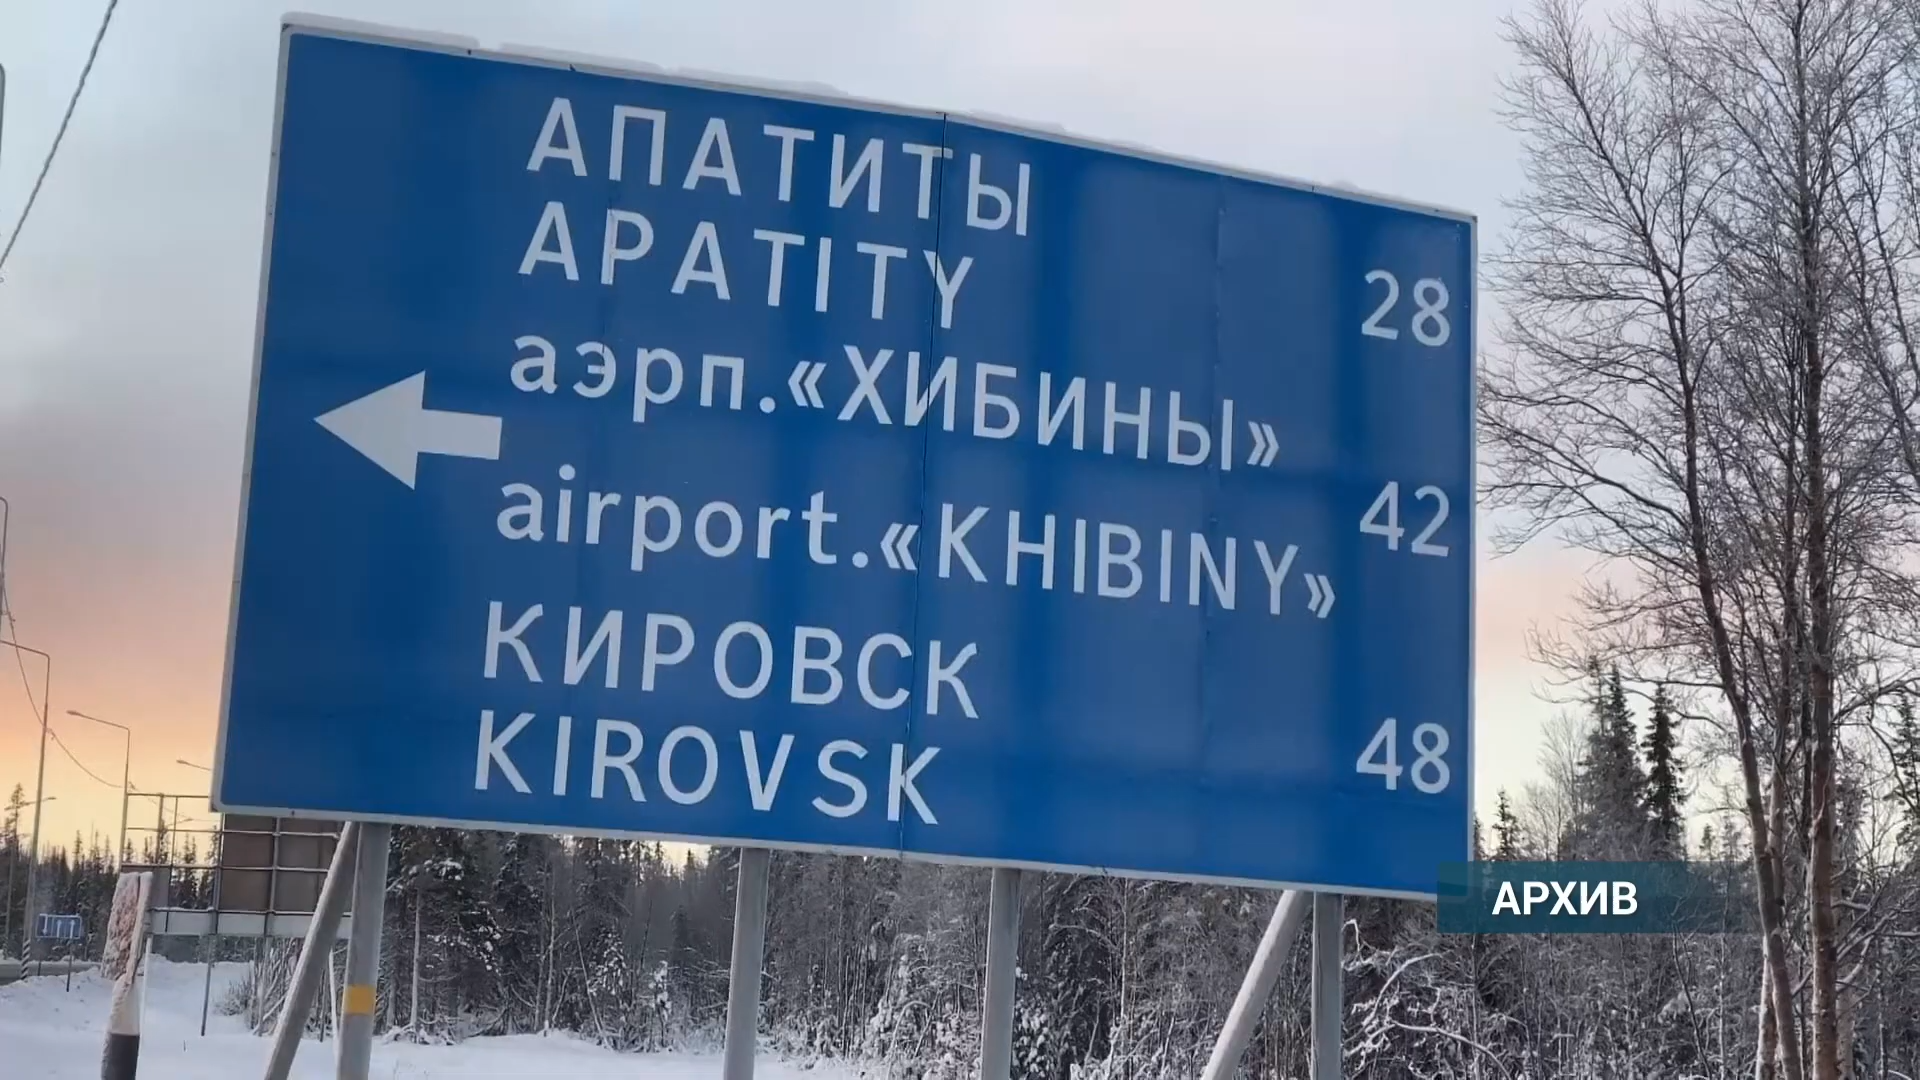 АПАТИТЫ
APATITY 28
аэрп.«ХИБИНЫ»
airport.«KHIBINY» 42
КИРОВСК
KIROVSK 48
АРХИВ